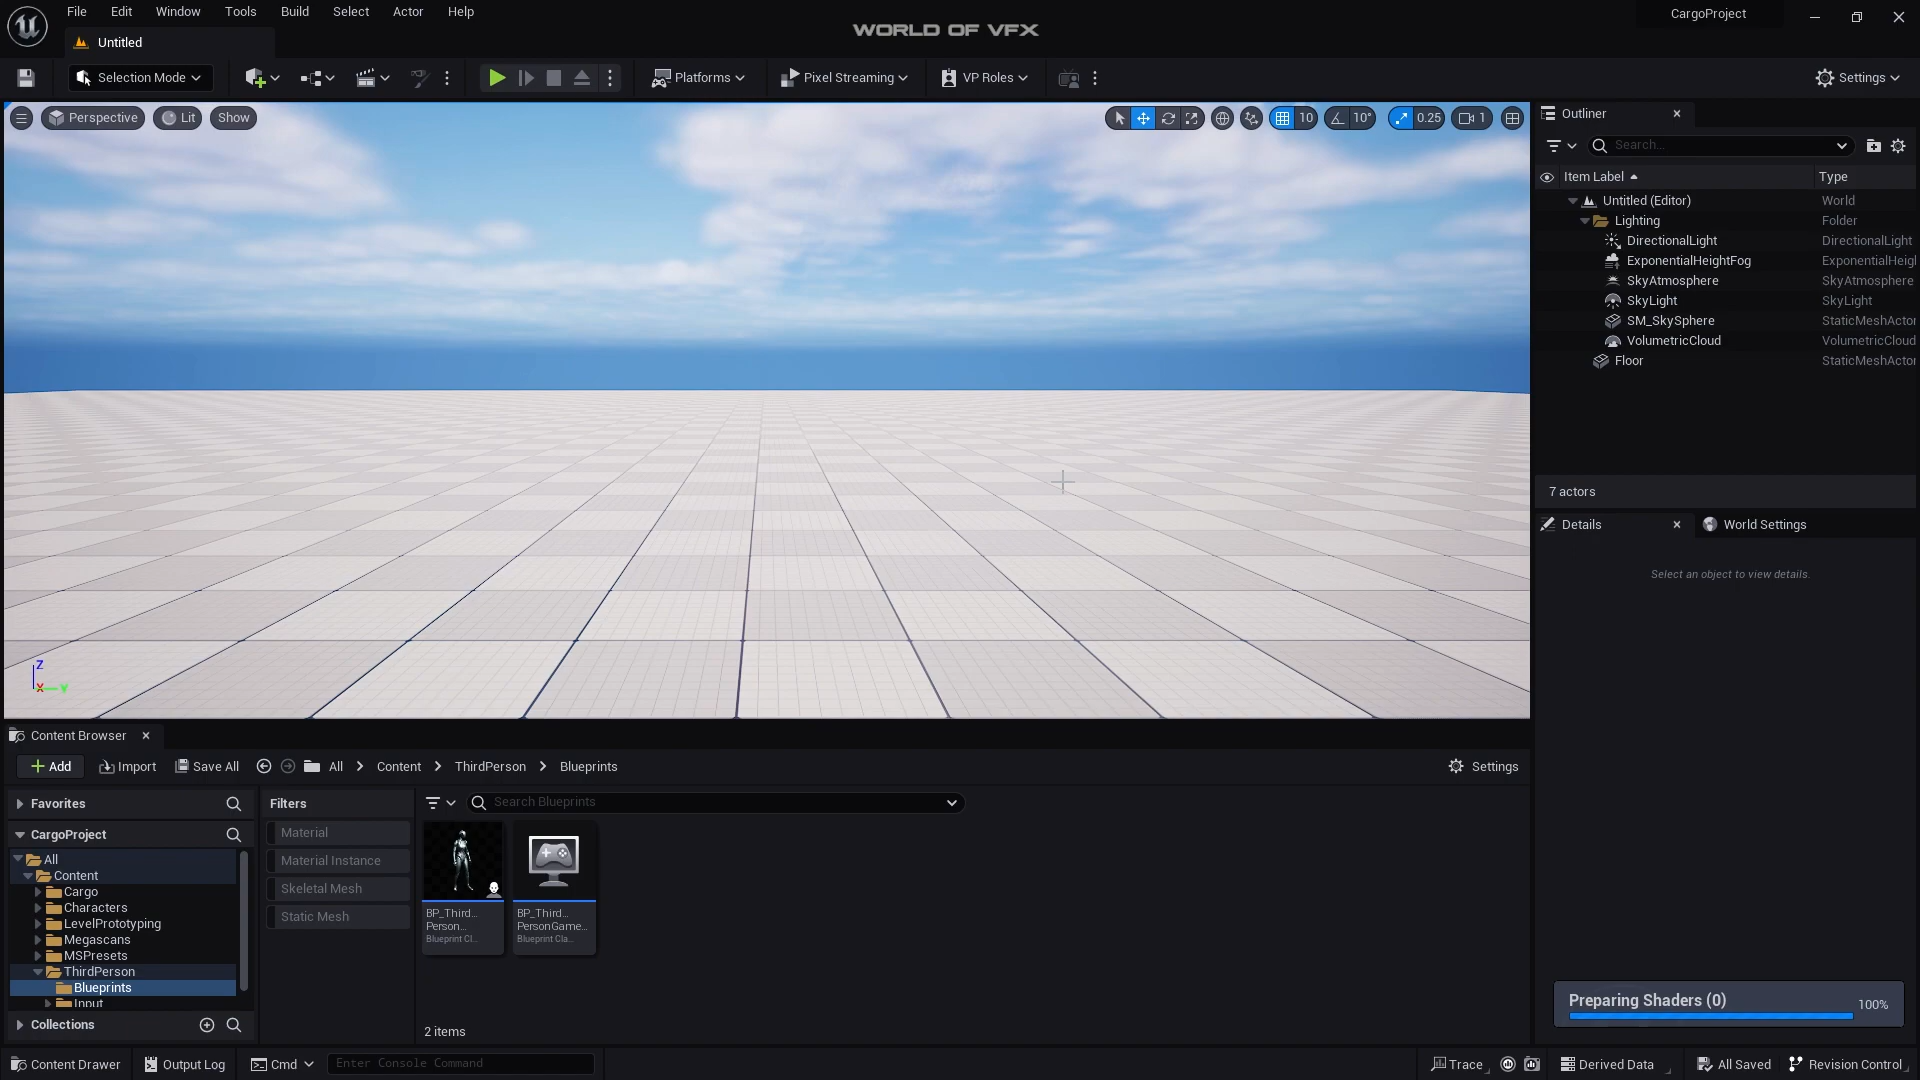 File Edit Window Tools Build Select Actor Help
WORLD OF VFX
CargoProject
Untitled
Selection Mode
Platforms
Pixel Streaming
VP Roles
Settings
Perspective
Lit
Show
10
10°
0.25
1
Outliner
Search...
Item Label
Type
Untitled (Editor) World
Lighting Folder
DirectionalLight DirectionalLight
ExponentialHeightFog ExponentialHeigl
SkyAtmosphere SkyAtmosphere
SkyLight SkyLight
SM_SkySphere StaticMeshActor
VolumetricCloud VolumetricCloud
Floor StaticMeshActor
7 actors
Details
World Settings
Select an object to view details.
Z
X
Y
Content Browser
Add
Import
Save All
All
Content
ThirdPerson
Blueprints
Settings
Favorites
CargoProject
All
Content
Cargo
Characters
LevelPrototyping
Megascans
MSPresets
ThirdPerson
Blueprints
Input
Collections
Filters
Material
Material Instance
Skeletal Mesh
Static Mesh
Search Blueprints
BP_Third...
Person...
Blueprint Cl...
BP_Third...
PersonGame...
Blueprint Cla...
2 items
Preparing Shaders (0)
100%
Content Drawer
Output Log
Cmd
Enter Console Command
Trace
Derived Data
All Saved
Revision Control